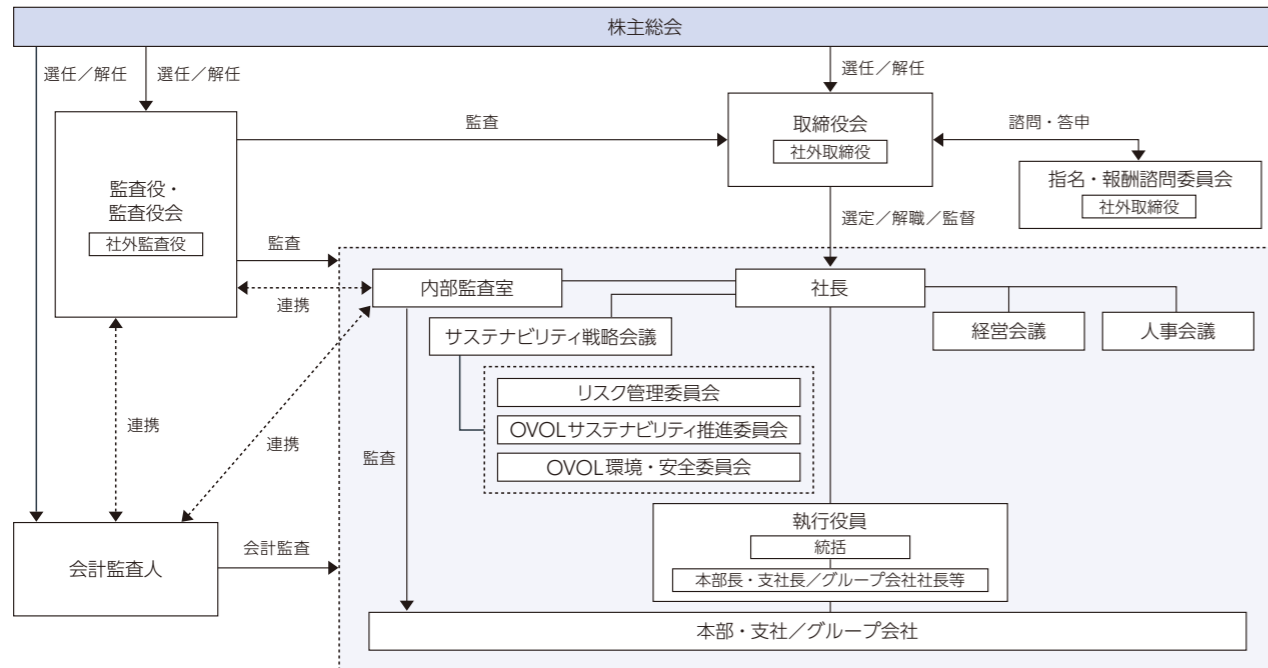 株主総会
選任／解任
選任／解任
選任／解任
監査役・
監査役会
社外監査役
監査
取締役会
社外取締役
諮問・答申
指名・報酬諮問委員会
社外取締役
選定／解職／監督
監査
連携
内部監査室
社長
サステナビリティ戦略会議
経営会議
人事会議
リスク管理委員会
OVOLサステナビリティ推進委員会
OVOL環境・安全委員会
連携
連携
監査
執行役員
統括
本部長・支社長／グループ会社社長等
会計監査人
会計監査
本部・支社／グループ会社